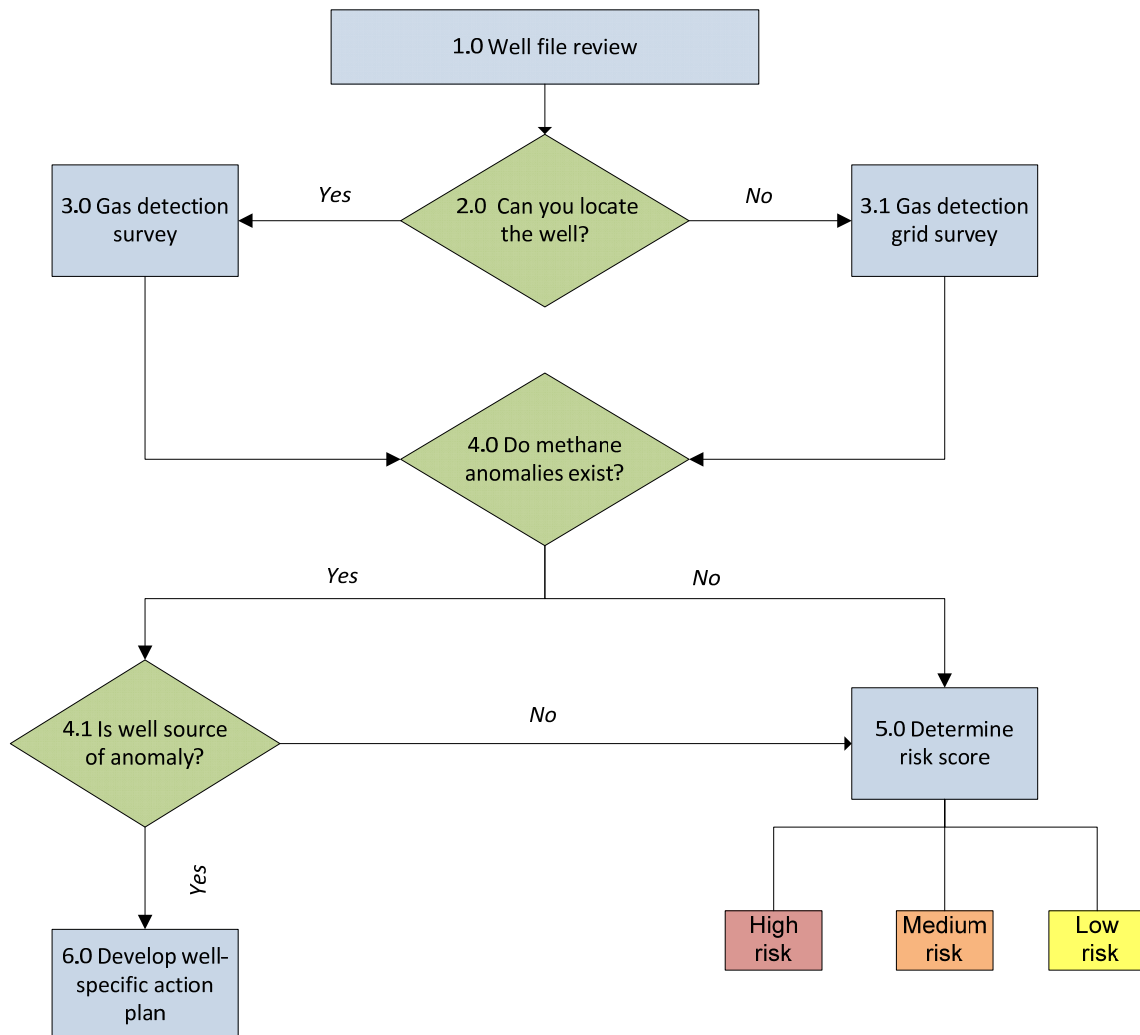 1.0 Well file review
Yes
No
3.0 Gas detection
survey
2.0 Can you locate
the well?
3.1 Gas detection
grid survey
4.0 Do methane
anomalies exist?
Yes
No
4.1 Is well source
of anomaly?
No
5.0 Determine
risk score
Yes
6.0 Develop well-
specific action
plan
High
risk
Medium
risk
Low
risk